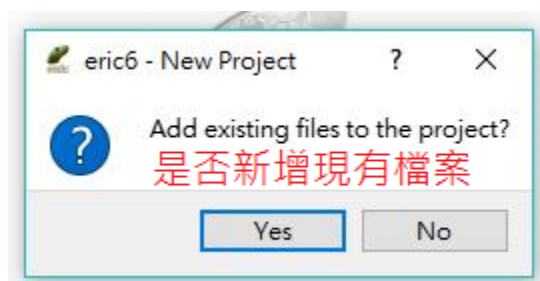 eric6 - New Project
Add existing files to the project?
是否新增現有檔案
Yes
No